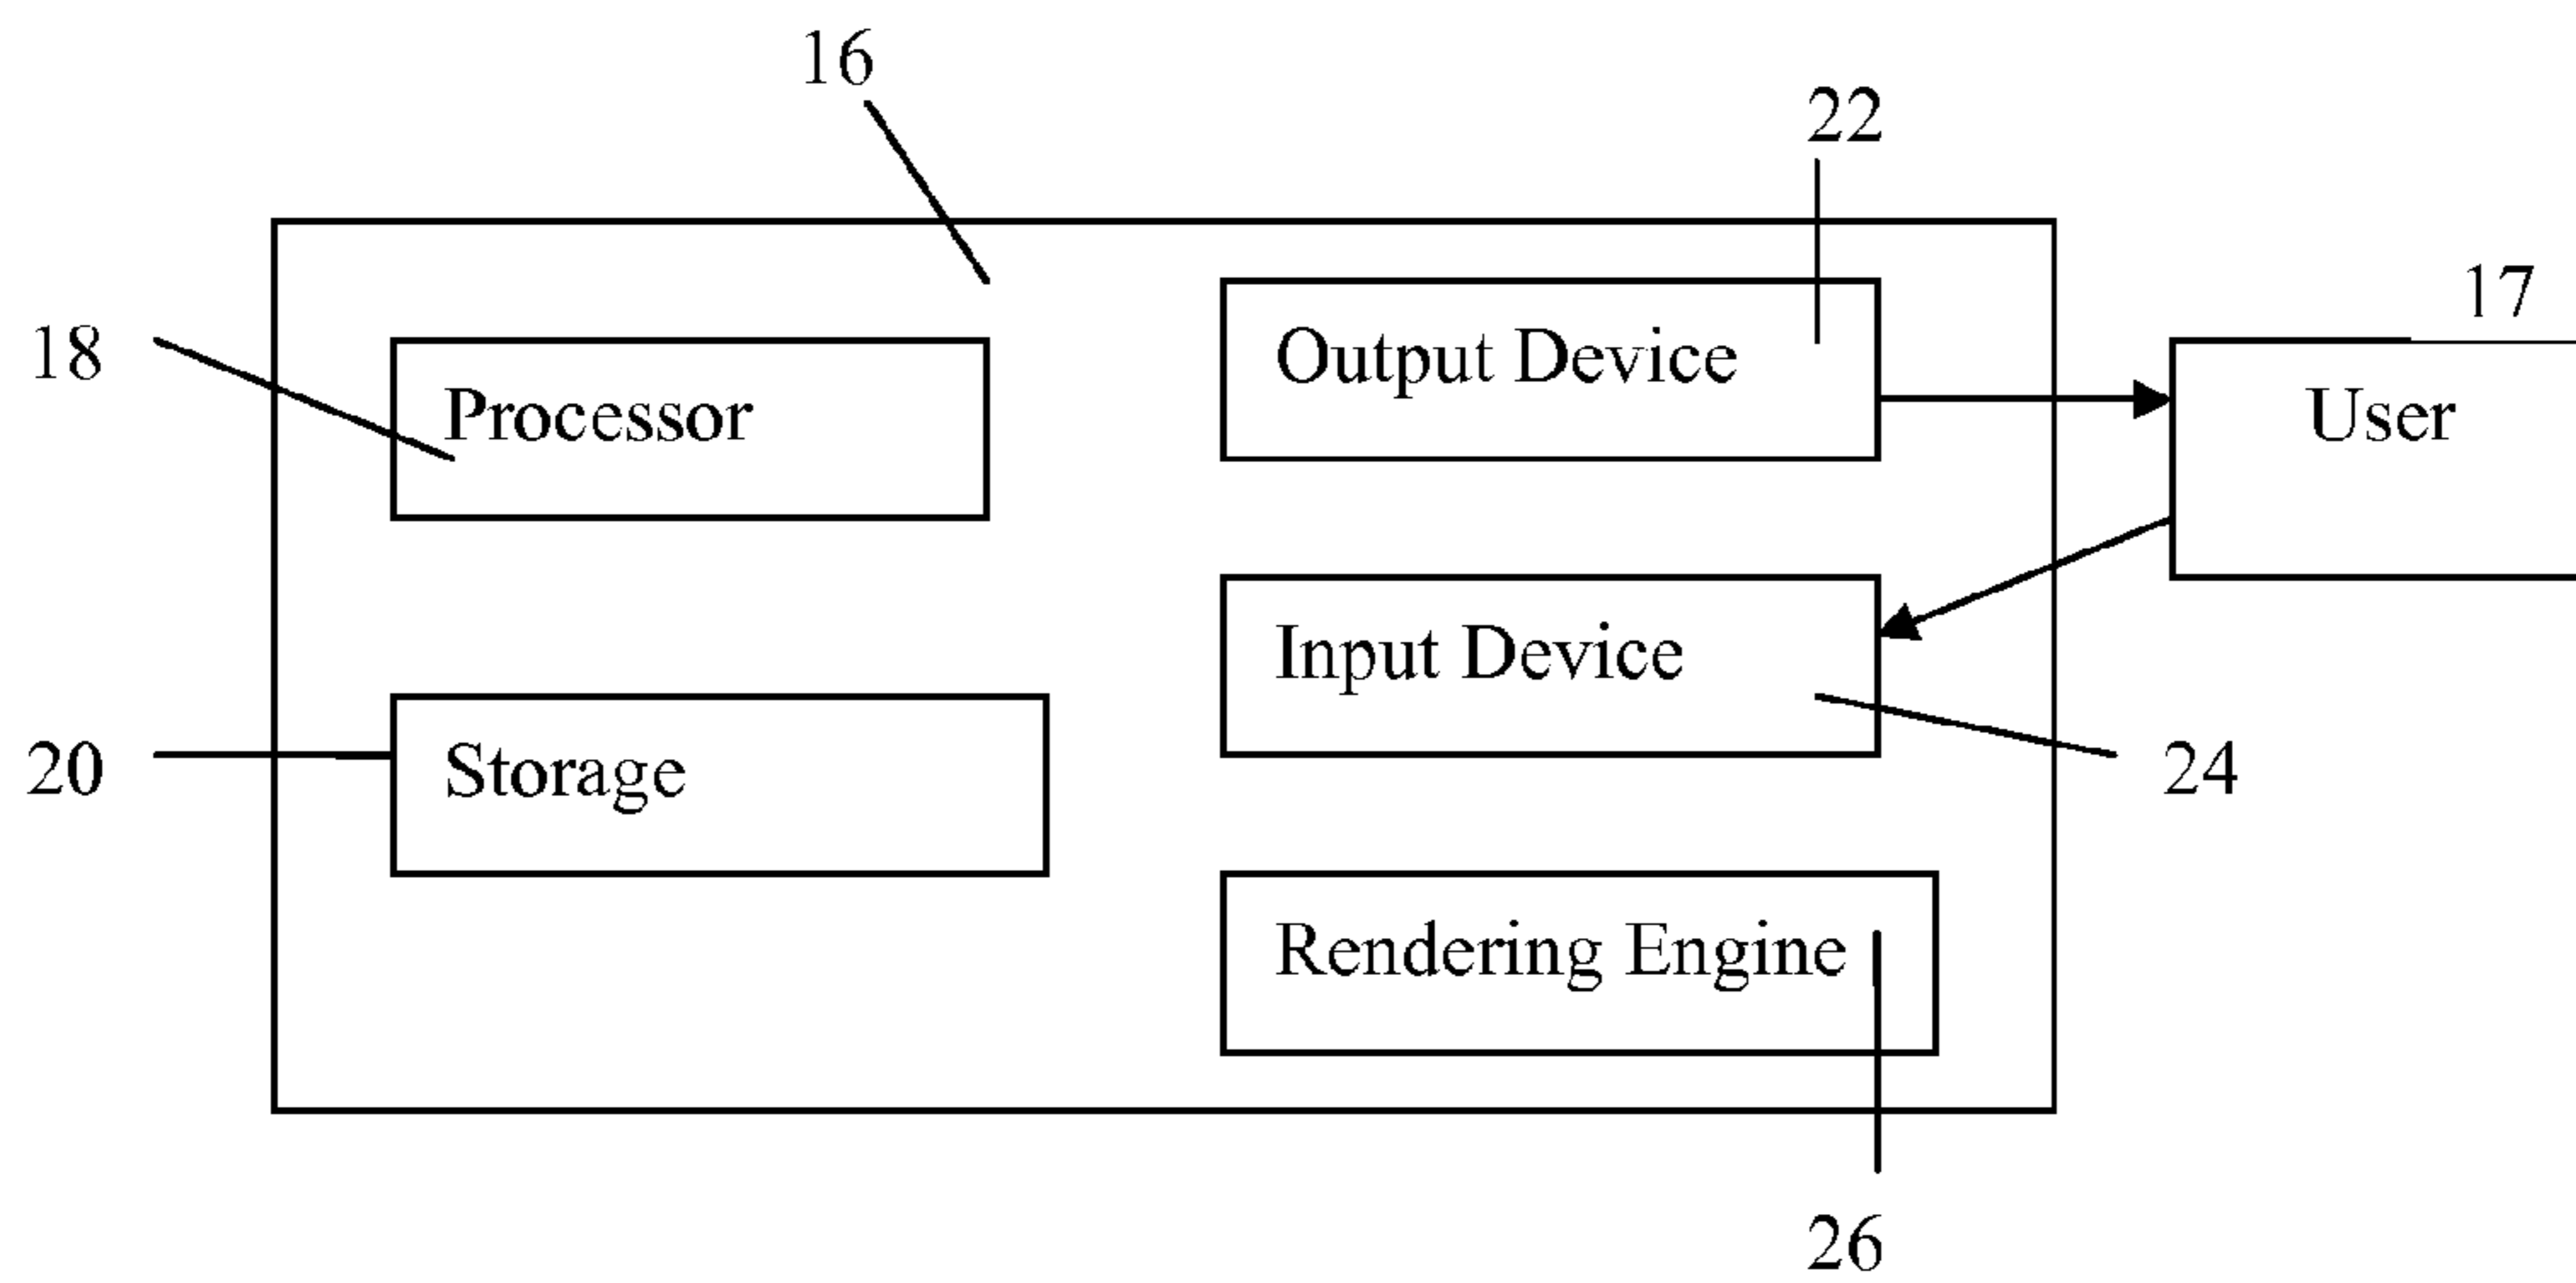 16
22
17
18
Output Device
Processor
User
Input Device
20
Storage
24
Rendering Engine
26